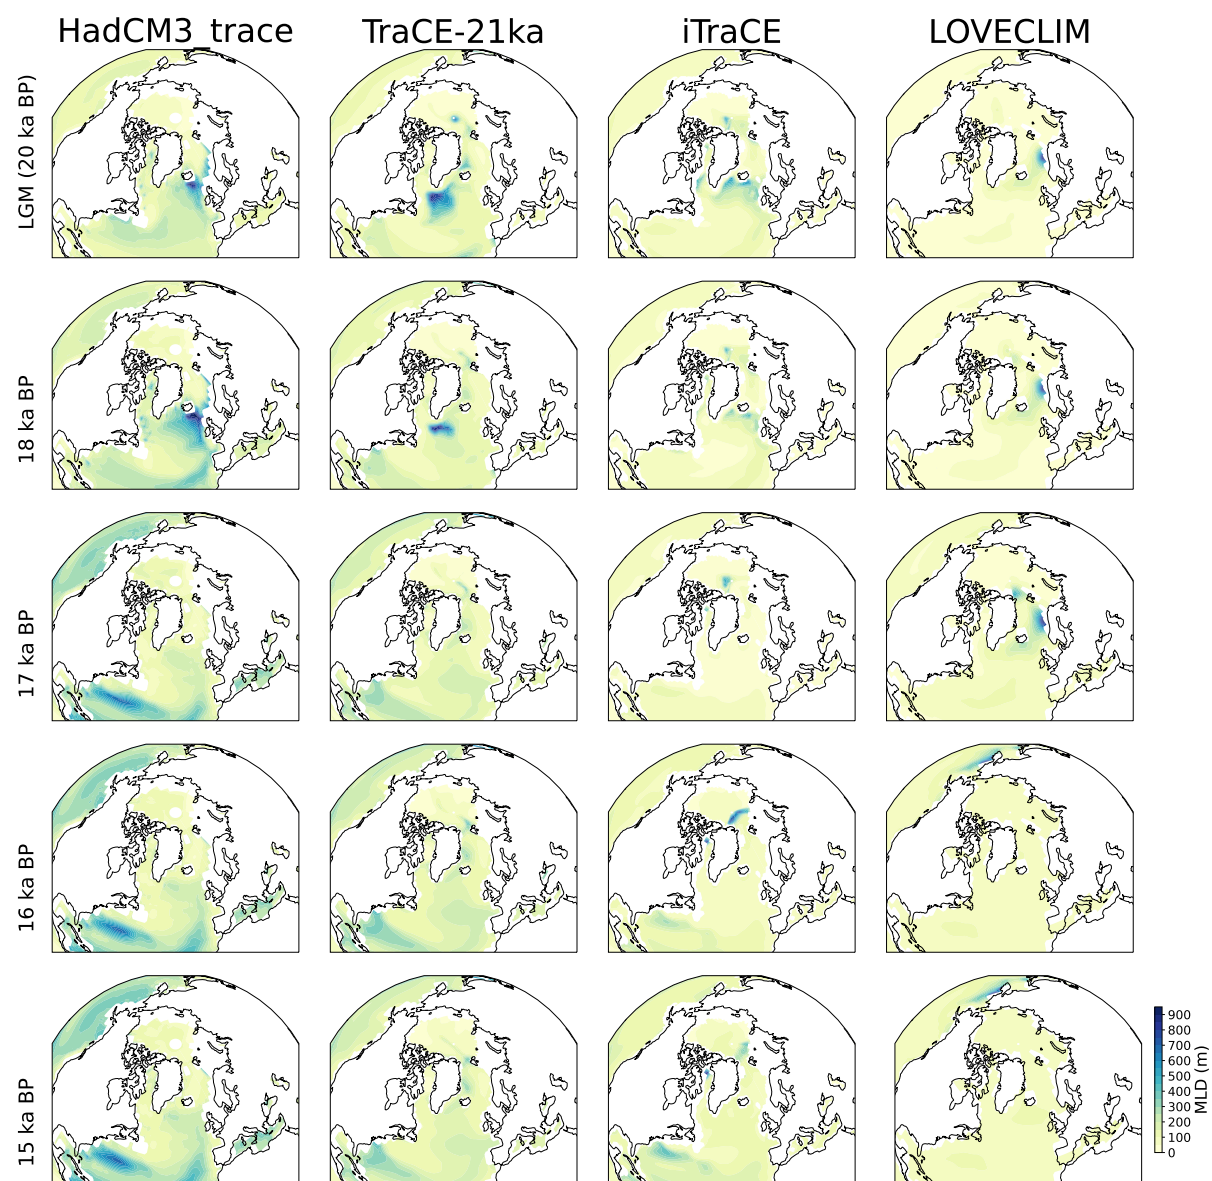 HadCM3_trace TraCE-21ka iTraCE LOVECLIM
LGM (20 ka BP)
18 ka BP
17 ka BP
16 ka BP
15 ka BP
900
800
700
600
500
400
300
200
100
0
MLD (m)